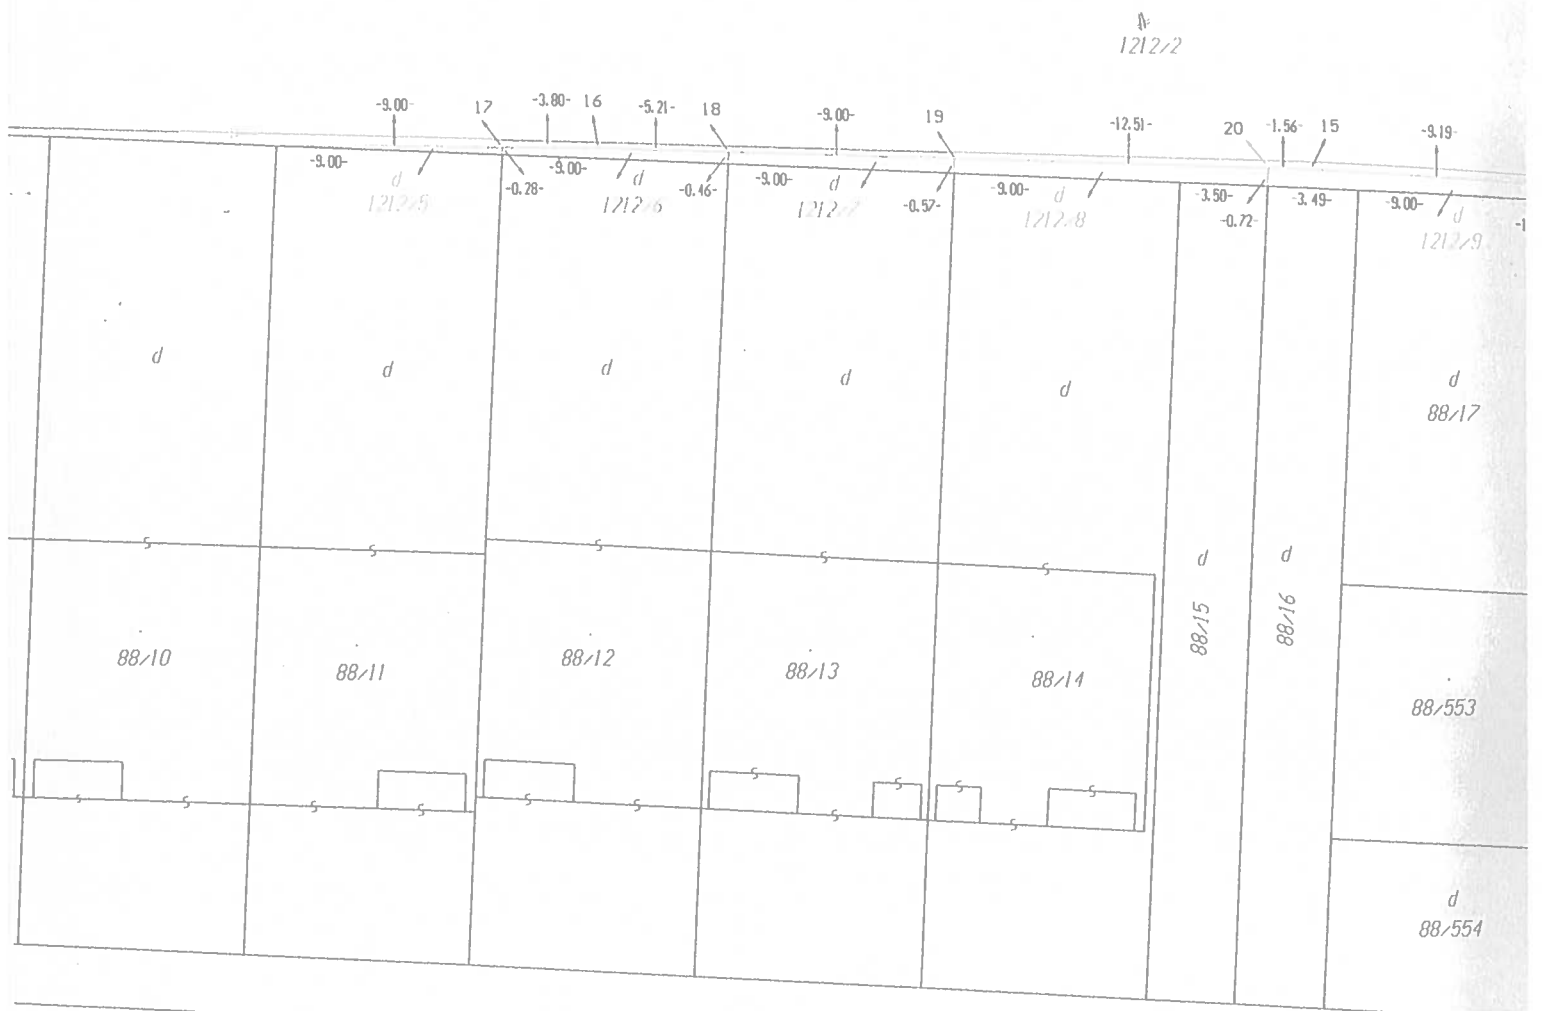 1212/2
-9.00- 17 -3.80- 16 -5.21- 18 -9.00- 19 -12.51- 20 -1.56- 15 -9.19-
-9.00- -9.00- -9.00- -9.00- -3.50- -3.49- -9.00-
-0.28- -0.46- -0.57- -0.72-
d d d d d
1212/5 1212/6 1212/8 1212/9
d d d d d d
88/17
d d
88/15 88/16
88/10 88/11 88/12 88/13 88/14
88/553
d
88/554